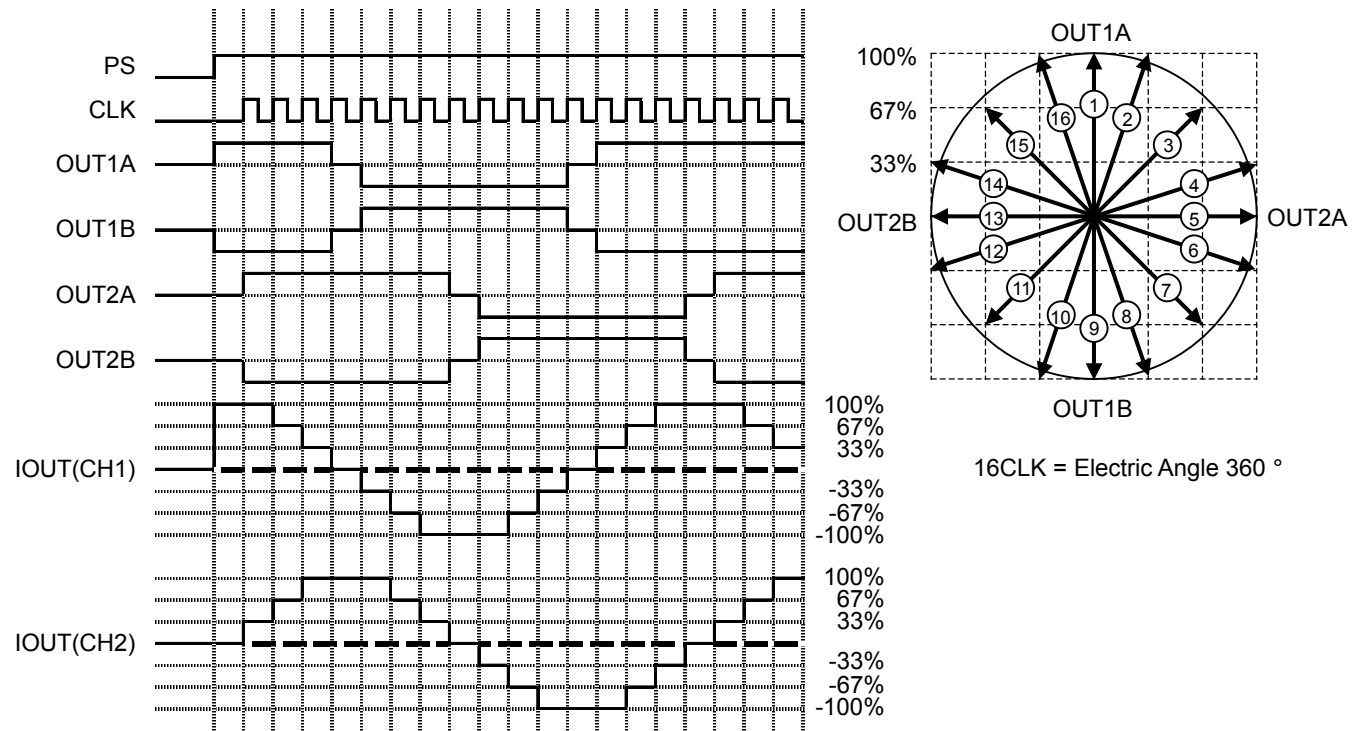 PS
CLK
OUT1A
OUT1B
OUT2A
OUT2B
IOUT(CH1)
100%
67%
33%
-33%
-67%
-100%
IOUT(CH2)
100%
67%
33%
-33%
-67%
-100%
OUT1A
100%
67%
33%
OUT2B
OUT2A
OUT1B
1
2
3
4
5
6
7
8
9
10
11
12
13
14
15
16
16CLK = Electric Angle 360 °